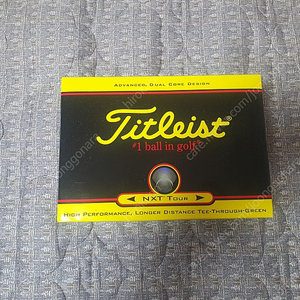 ADVANCED, DUAL CORE DESIGN
Titleist
#1 ball in golf
NXT TOUR
HIGH PERFORMANCE, LONGER DISTANCE TEE-THROUGH-GREEN